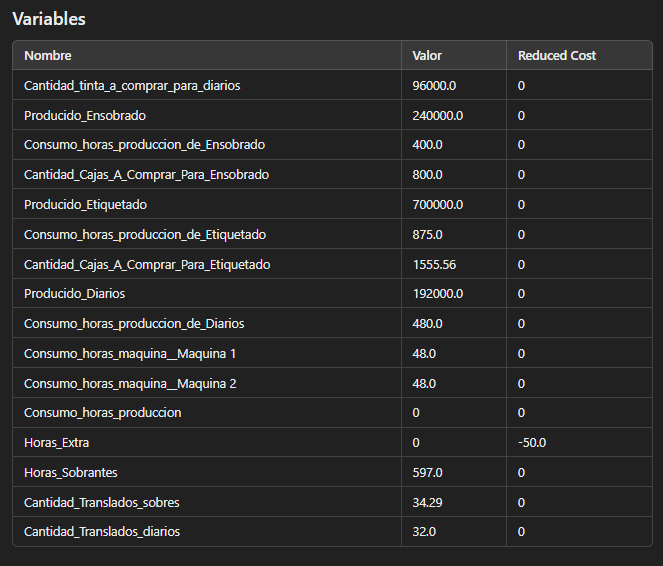 Variables
Nombre Valor Reduced Cost
Cantidad_tinta_a_comprar_para_diarios 96000.0 0
Producido_Ensobrado 240000.0 0
Consumo_horas_produccion_de_Ensobrado 400.0 0
Cantidad_Cajas_A_Comprar_Para_Ensobrado 800.0 0
Producido_Etiquetado 700000.0 0
Consumo_horas_produccion_de_Etiquetado 875.0 0
Cantidad_Cajas_A_Comprar_Para_Etiquetado 1555.56 0
Producido_Diarios 192000.0 0
Consumo_horas_produccion_de_Diarios 480.0 0
Consumo_horas_maquina__Maquina 1 48.0 0
Consumo_horas_maquina__Maquina 2 48.0 0
Consumo_horas_produccion 0 0
Horas_Extra 0 -50.0
Horas_Sobrantes 597.0 0
Cantidad_Translados_sobres 34.29 0
Cantidad_Translados_diarios 32.0 0